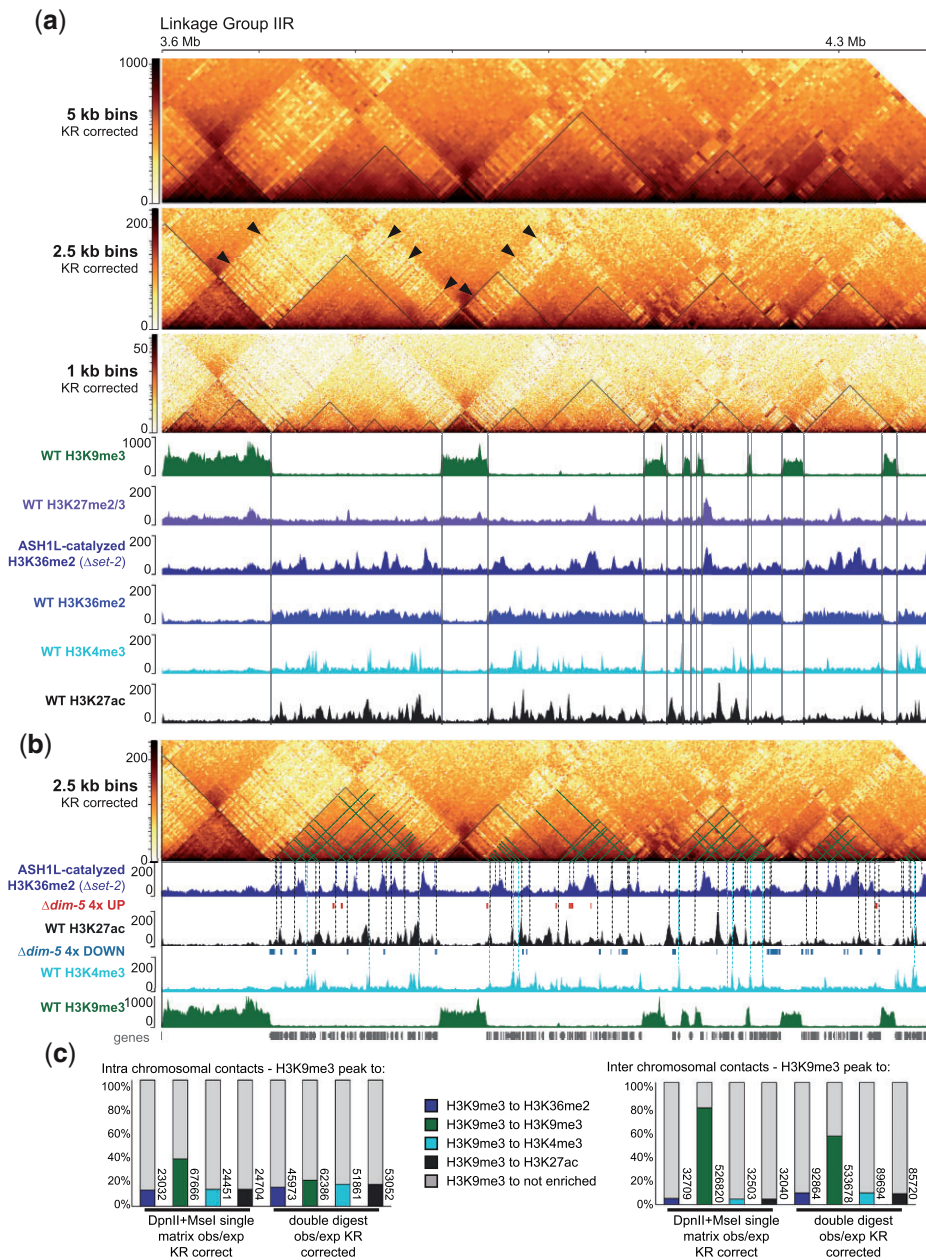 (a)
Linkage Group IIR
3.6 Mb
4.3 Mb
1000
5 kb bins
KR corrected
0
200
2.5 kb bins
KR corrected
0
50
1 kb bins
KR corrected
0
WT H3K9me3
1000
0
WT H3K27me2/3
200
0
ASH1L-catalyzed
H3K36me2 (Δset-2)
200
0
WT H3K36me2
200
0
WT H3K4me3
200
0
WT H3K27ac
200
0
(b)
200
2.5 kb bins
KR corrected
0
ASH1L-catalyzed
H3K36me2 (Δset-2)
200
0
Δdim-5 4x UP
WT H3K27ac
200
0
Δdim-5 4x DOWN
WT H3K4me3
200
0
WT H3K9me3
1000
0
genes
(c)
Intra chromosomal contacts - H3K9me3 peak to:
100%
80%
60%
40%
20%
0%
23032
67666
24451
24704
45973
62386
51861
53052
DpnII+MseI single
matrix obs/exp
KR correct
double digest
obs/exp KR
corrected
H3K9me3 to H3K36me2
H3K9me3 to H3K9me3
H3K9me3 to H3K4me3
H3K9me3 to H3K27ac
H3K9me3 to not enriched
Inter chromosomal contacts - H3K9me3 peak to:
100%
80%
60%
40%
20%
0%
32709
526820
32503
32040
92864
533678
89694
85720
DpnII+MseI single
matrix obs/exp
KR correct
double digest
obs/exp KR
corrected